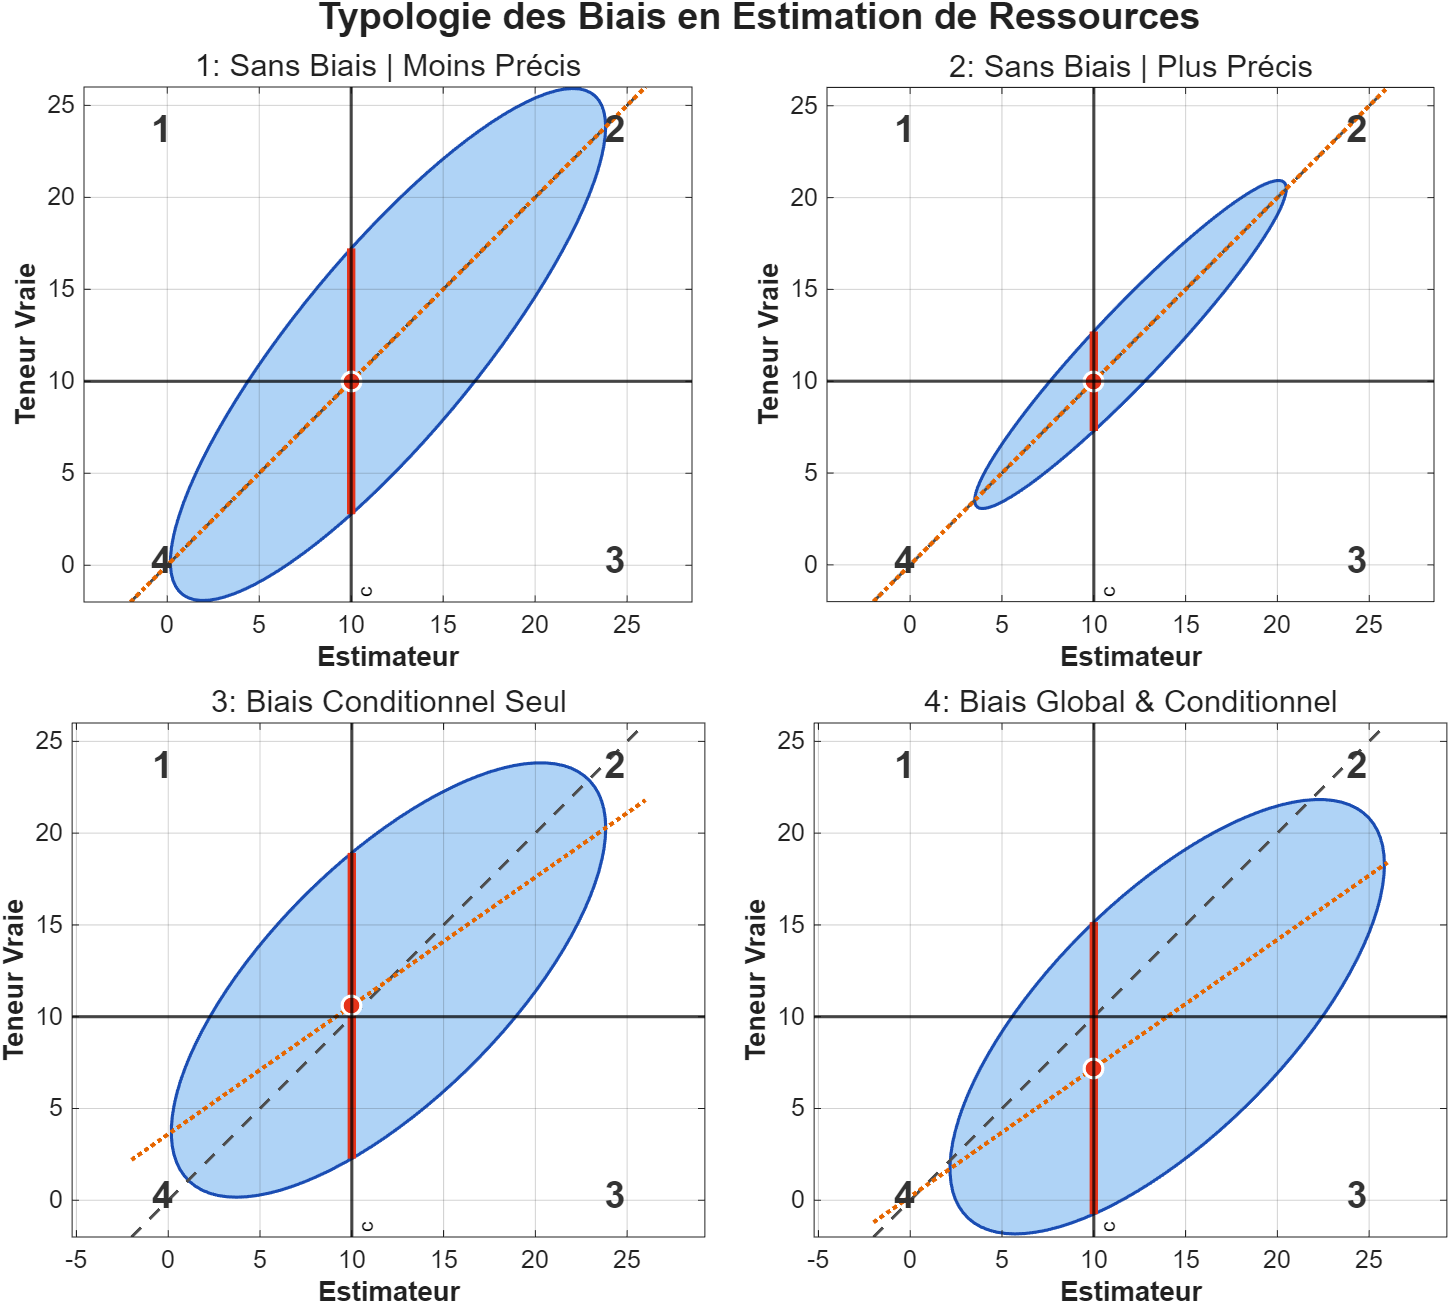 Typologie des Biais en Estimation de Ressources
1: Sans Biais | Moins Précis
25
20
15
10
5
0
Teneur Vraie
1
2
4
3
c
0 5 10 15 20 25
Estimateur
2: Sans Biais | Plus Précis
25
20
15
10
5
0
Teneur Vraie
1
2
4
3
c
0 5 10 15 20 25
Estimateur
3: Biais Conditionnel Seul
25
20
15
10
5
0
Teneur Vraie
1
2
4
3
c
-5 0 5 10 15 20 25
Estimateur
4: Biais Global & Conditionnel
25
20
15
10
5
0
Teneur Vraie
1
2
4
3
c
-5 0 5 10 15 20 25
Estimateur